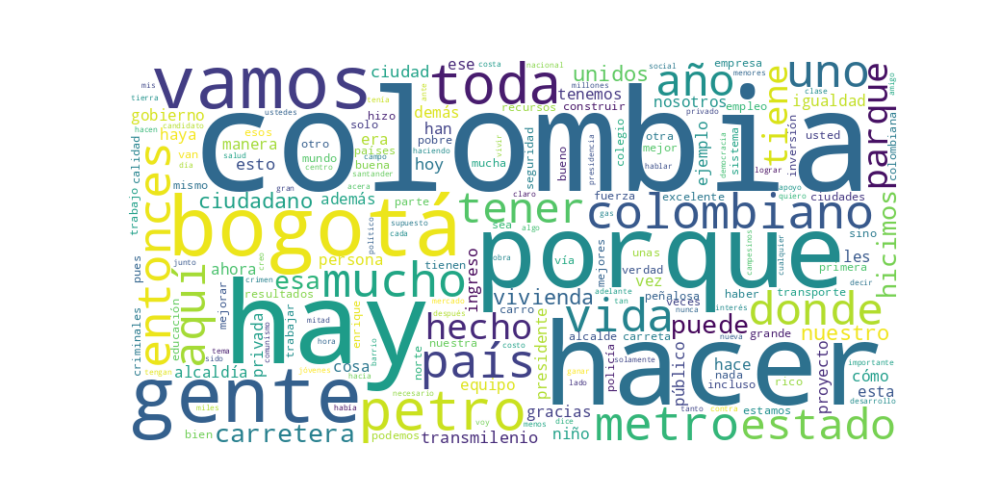 colombia
porque
hacer
hay
bogotá
vamos
gente
petro
toda
año
uno
parque
tiene
mucho
país
vida
donde
metro
estado
colombiano
tener
entonces
aquí
esa
hecho
carretera
vivienda
puede
nuestro
hicimos
ciudadano
ciudad
unidos
igualdad
gobierno
haya
manera
esto
era
han
hoy
ese
tenemos
nosotros
recursos
construir
demás
hizo
solo
pobre
países
buena
mundo
otro
esos
van
día
salud
mismo
además
parte
ahora
persona
tienen
resultados
mejorar
pues
educación
criminales
privada
trabajar
alcaldía
cosa
enrique
norte
nuestra
equipo
presidente
gracias
transmilenio
podemos
niño
bien
ingreso
seguridad
mucha
bueno
colegio
ejemplo
otra
mejor
empleo
sistema
usted
inversión
empresa
menores
clase
social
privado
democracia
hablar
lograr
apoyo
quiero
colombiana
amigo
ciudades
sino
les
primera
decir
haber
transporte
cualquier
campesinos
fuerza
excelente
unas
verdad
vez
veces
peñalosa
mejores
vía
sea
algo
gas
obra
carro
alcalde
carreta
grande
policía
público
hace
nada
incluso
rico
proyecto
cómo
esta
estamos
tanto
contra
importante
desarrollo
nueva
interés
nunca
tan
adelante
solamente
ganar
lado
dice
menos
voy
necesario
había
miles
hacia
barrio
jóvenes
hora
mitad
tema
sido
tengan
comunismo
crimen
junto
creo
político
supuesto
cada
gran
santander
acera
centro
campo
haciendo
vivir
claro
presidencia
millones
nacional
costa
ante
tenía
ustedes
candidato
hacen
tierra
mis
trabajo
calidad
mercado
después
costo